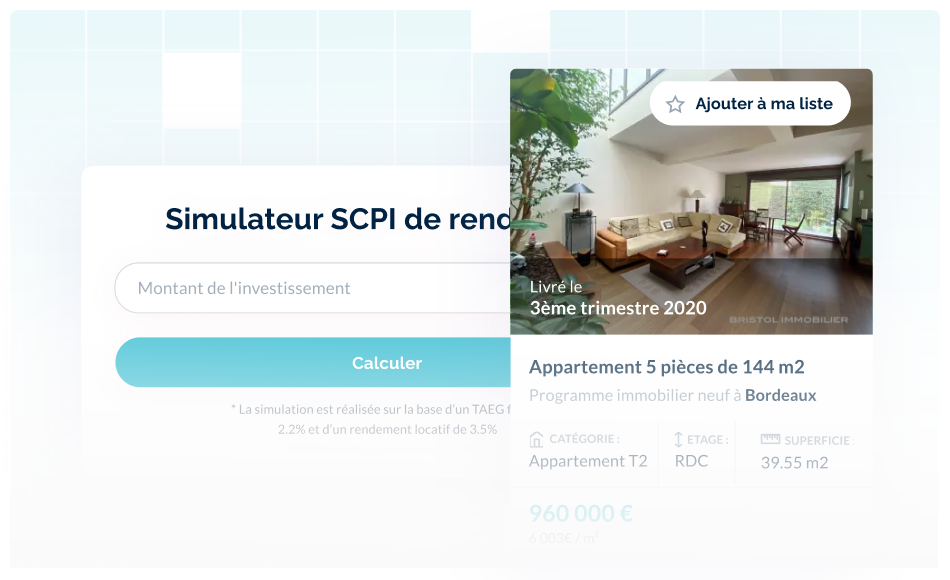 Simulateur SCPI de rend
Montant de l'investissement
Calculer
* La simulation est réalisée sur la base d'un TAEG f
2.2% et d'un rendement locatif de 3.5%
Ajouter à ma liste
Livré le
3ème trimestre 2020
BRISTOL IMMOBILIER
Appartement 5 pièces de 144 m2
Programme immobilier neuf à Bordeaux
CATÉGORIE :
Appartement T2
ETAGE :
RDC
SUPERFICIE :
39.55 m2
960 000 €
6 003€ / m²